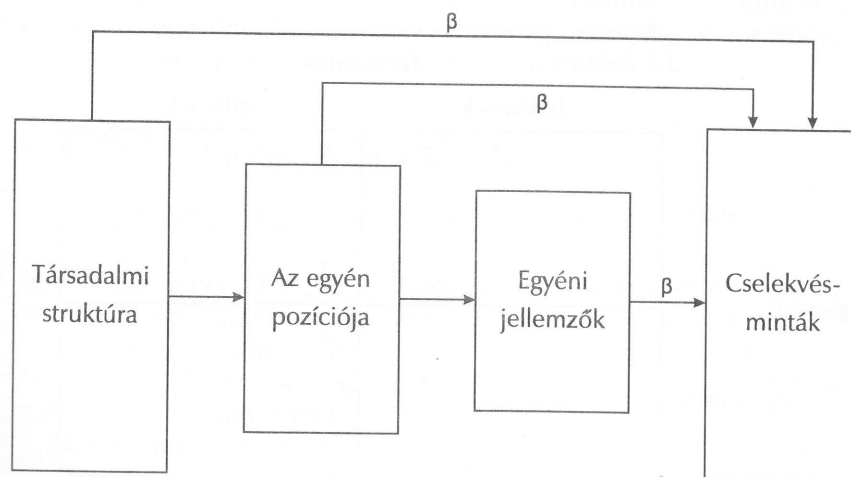 β
β
Társadalmi
struktúra
Az egyén
pozíciója
Egyéni
jellemzők
β
Cselekvés-
minták